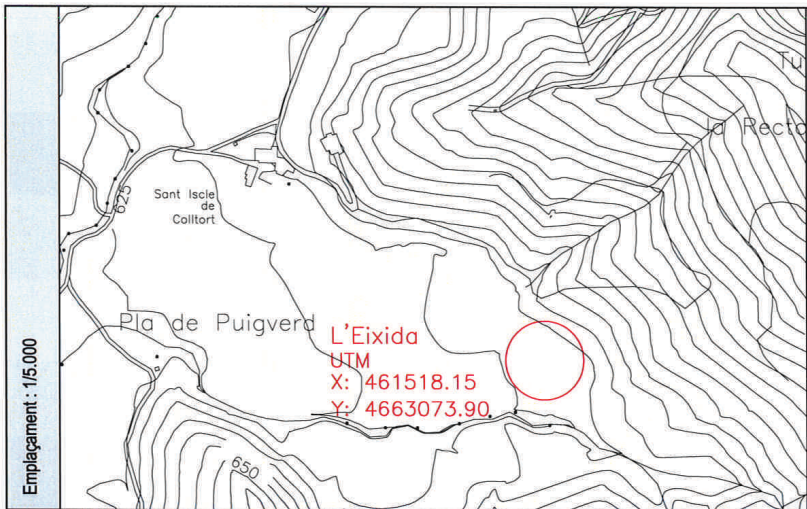 Emplaçament : 1/5.000
Tu
la Recto
625
Sant Iscle
de
Colltort
Pla de Puigverd
L'Eixida
UTM
X: 461518.15
Y: 4663073.90
650